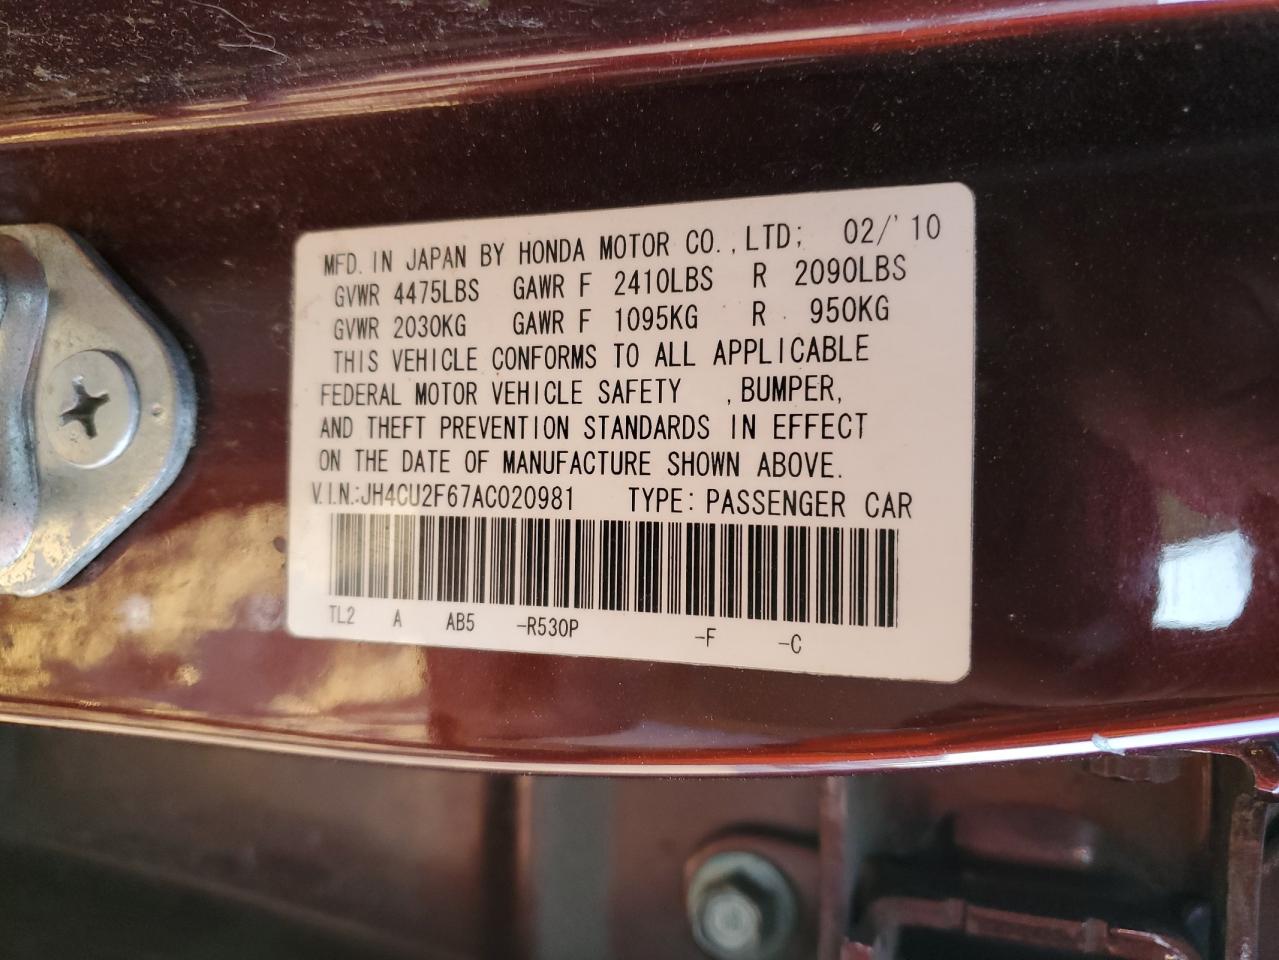 MFD. IN JAPAN BY HONDA MOTOR CO., LTD; 02/'10
GVWR 4475LBS GAWR F 2410LBS R 2090LBS
GVWR 2030KG GAWR F 1095KG R 950KG
THIS VEHICLE CONFORMS TO ALL APPLICABLE
FEDERAL MOTOR VEHICLE SAFETY , BUMPER,
AND THEFT PREVENTION STANDARDS IN EFFECT
ON THE DATE OF MANUFACTURE SHOWN ABOVE.
V.I.N.:JH4CU2F67AC020981 TYPE: PASSENGER CAR
TL2 A AB5 -R530P -F -C